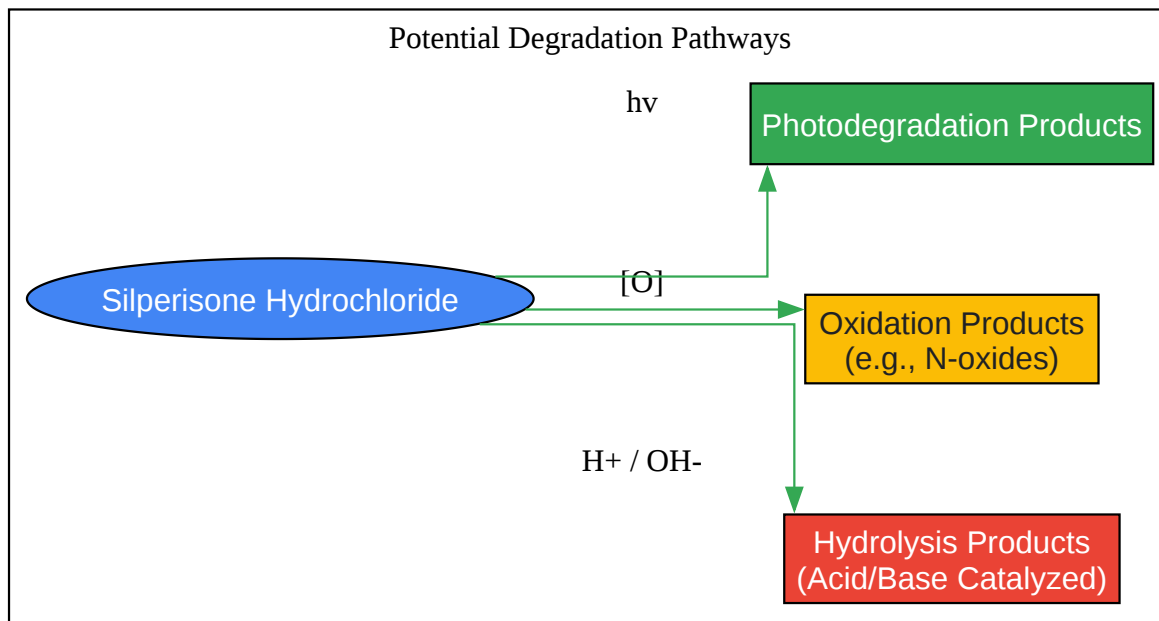 Potential Degradation Pathways
hv
Photodegradation Products
Silperisone Hydrochloride
[O]
Oxidation Products
(e.g., N-oxides)
H+ / OH-
Hydrolysis Products
(Acid/Base Catalyzed)